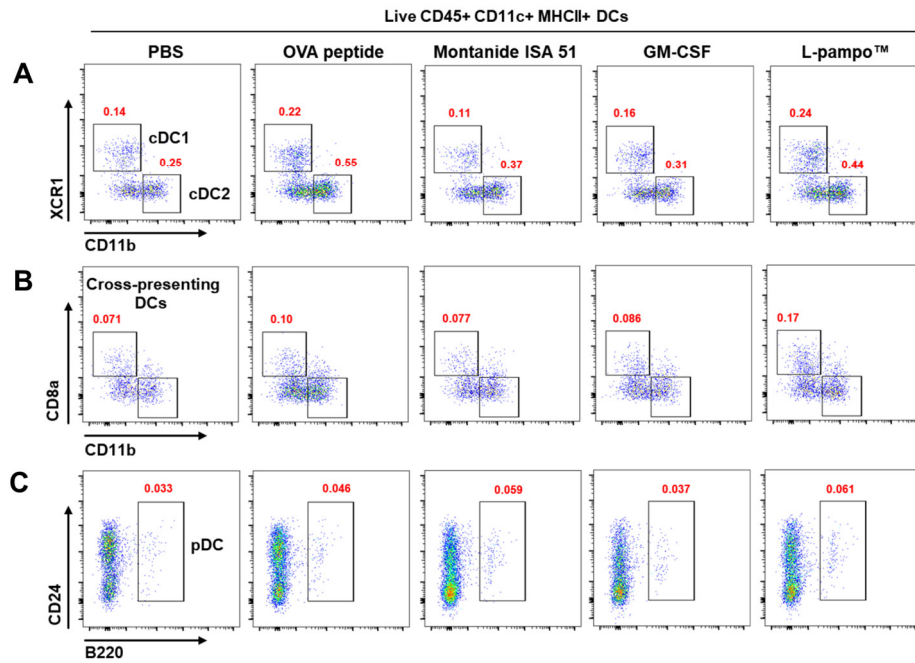 Live CD45+ CD11c+ MHCII+ DCs
PBS
OVA peptide
Montanide ISA 51
GM-CSF
L-pampo™
A
0.14
0.22
0.11
0.16
0.24
cDC1
0.25
0.55
0.37
0.31
0.44
cDC2
XCR1
CD11b
B
Cross-presenting
DCs
0.071
0.10
0.077
0.086
0.17
CD8a
CD11b
C
0.033
0.046
0.059
0.037
0.061
pDC
CD24
B220